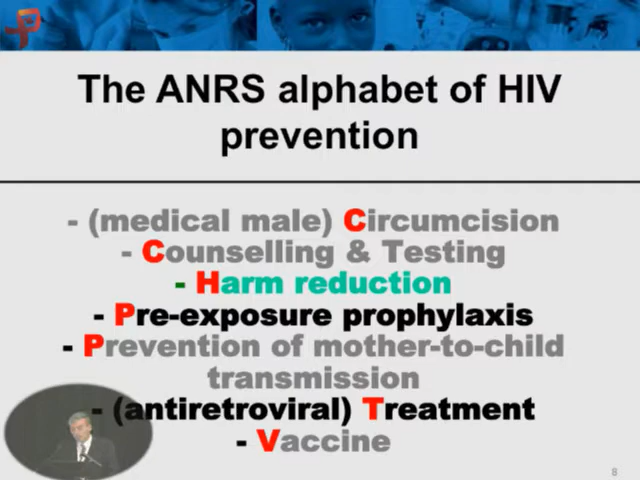 The ANRS alphabet of HIV
prevention
- (medical male) Circumcision
- Counselling & Testing
- Harm reduction
- Pre-exposure prophylaxis
- Prevention of mother-to-child
transmission
- (antiretroviral) Treatment
- Vaccine
8